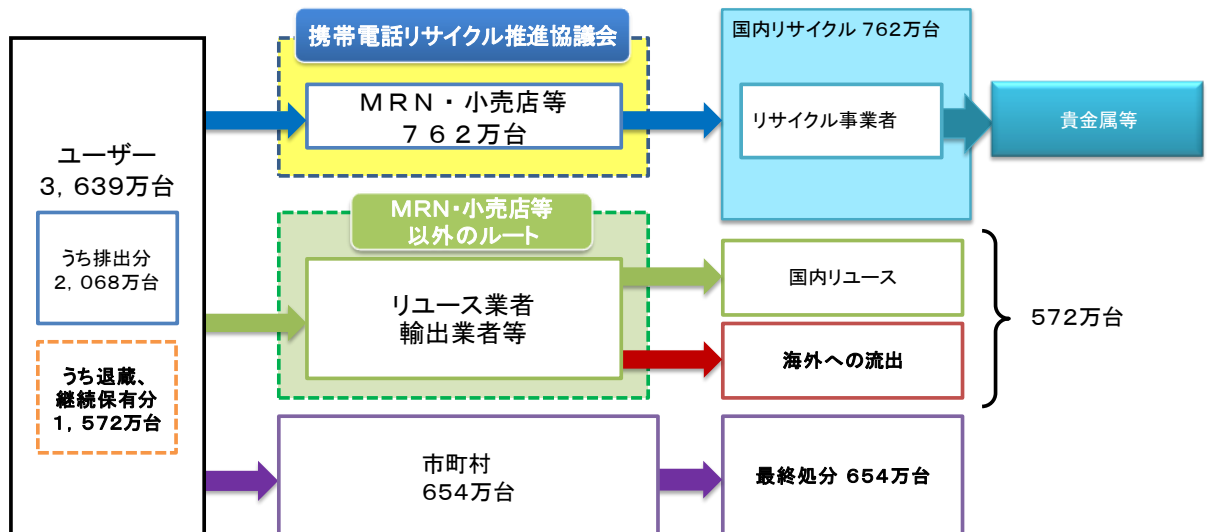 携帯電話リサイクル推進協議会
国内リサイクル 762万台
MRN・小売店等
762万台
リサイクル事業者
貴金属等
ユーザー
3,639万台
うち排出分
2,068万台
うち退蔵、
継続保有分
1,572万台
MRN・小売店等
以外のルート
リユース業者
輸出業者等
国内リユース
海外への流出
572万台
市町村
654万台
最終処分 654万台